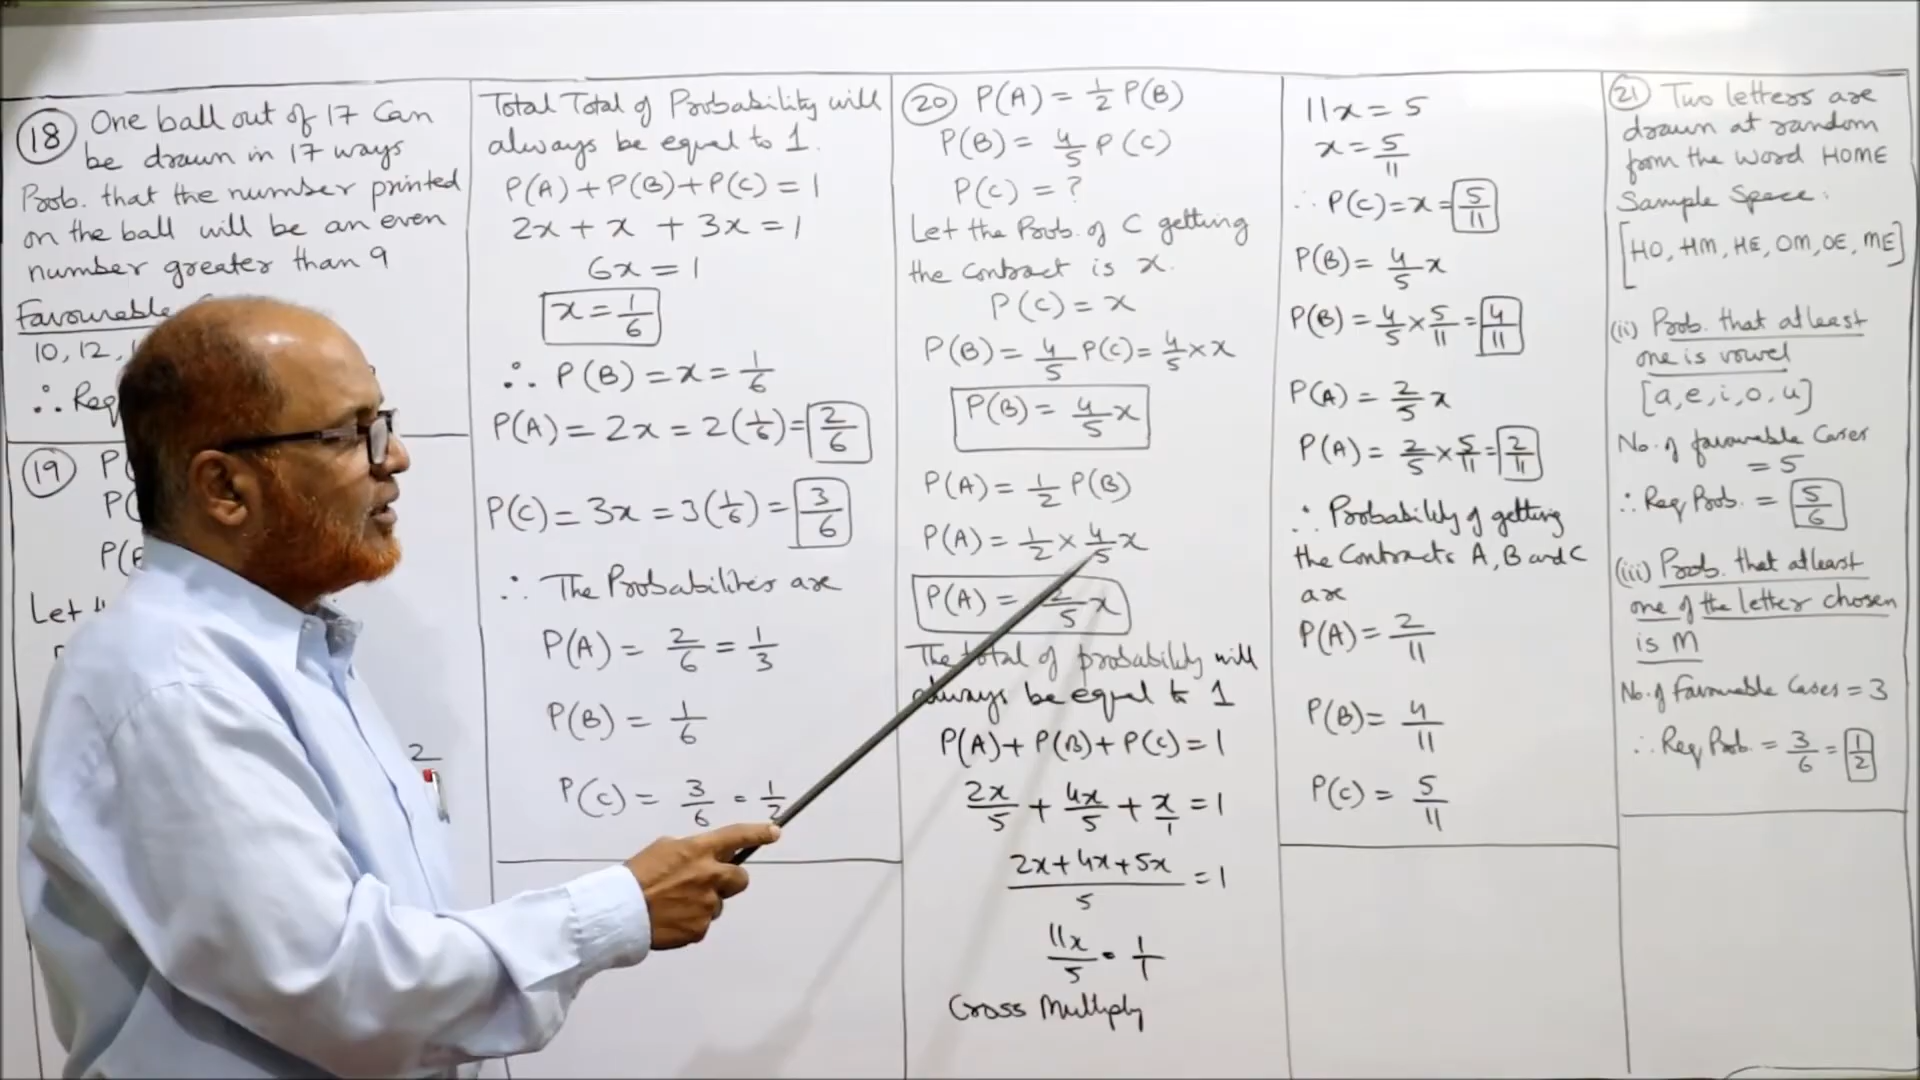 18 One ball out of 17 Can
be drawn in 17 ways
Prob. that the number printed
on the ball will be an even
number greater than 9
Favourable
10, 12,
∴ Req
19 P(
P(
P(B
Let
2
Total Total of Probability will
always be equal to 1.
P(A) + P(B) + P(C) = 1
2x + x + 3x = 1
6x = 1
x = 1/6
∴ P(B) = x = 1/6
P(A) = 2x = 2(1/6) = 2/6
P(C) = 3x = 3(1/6) = 3/6
∴ The Probabilities are
P(A) = 2/6 = 1/3
P(B) = 1/6
P(C) = 3/6 = 1/2
20 P(A) = 1/2 P(B)
P(B) = 4/5 P(C)
P(C) = ?
Let the Prob. of C getting
the Contract is x.
P(C) = x
P(B) = 4/5 P(C) = 4/5 × x
P(B) = 4/5 x
P(A) = 1/2 P(B)
P(A) = 1/2 × 4/5 x
P(A) = 2/5 x
The total of probability will
always be equal to 1
P(A) + P(B) + P(C) = 1
2x/5 + 4x/5 + x/1 = 1
2x + 4x + 5x / 5 = 1
11x/5 = 1/1
Cross Multiply
11x = 5
x = 5/11
∴ P(C) = x = 5/11
P(B) = 4/5 x
P(B) = 4/5 × 5/11 = 4/11
P(A) = 2/5 x
P(A) = 2/5 × 5/11 = 2/11
∴ Probability of getting
the Contracts A, B and C
are
P(A) = 2/11
P(B) = 4/11
P(C) = 5/11
21 Two letters are
drawn at random
from the word HOME
Sample Space:
[HO, HM, HE, OM, OE, ME]
(ii) Prob. that atleast
one is vowel
[a, e, i, o, u]
No. of favourable Cases
= 5
∴ Req Prob. = 5/6
(iii) Prob. that atleast
one of the letter chosen
is M
No. of Favourable Cases = 3
∴ Req Prob. = 3/6 = 1/2